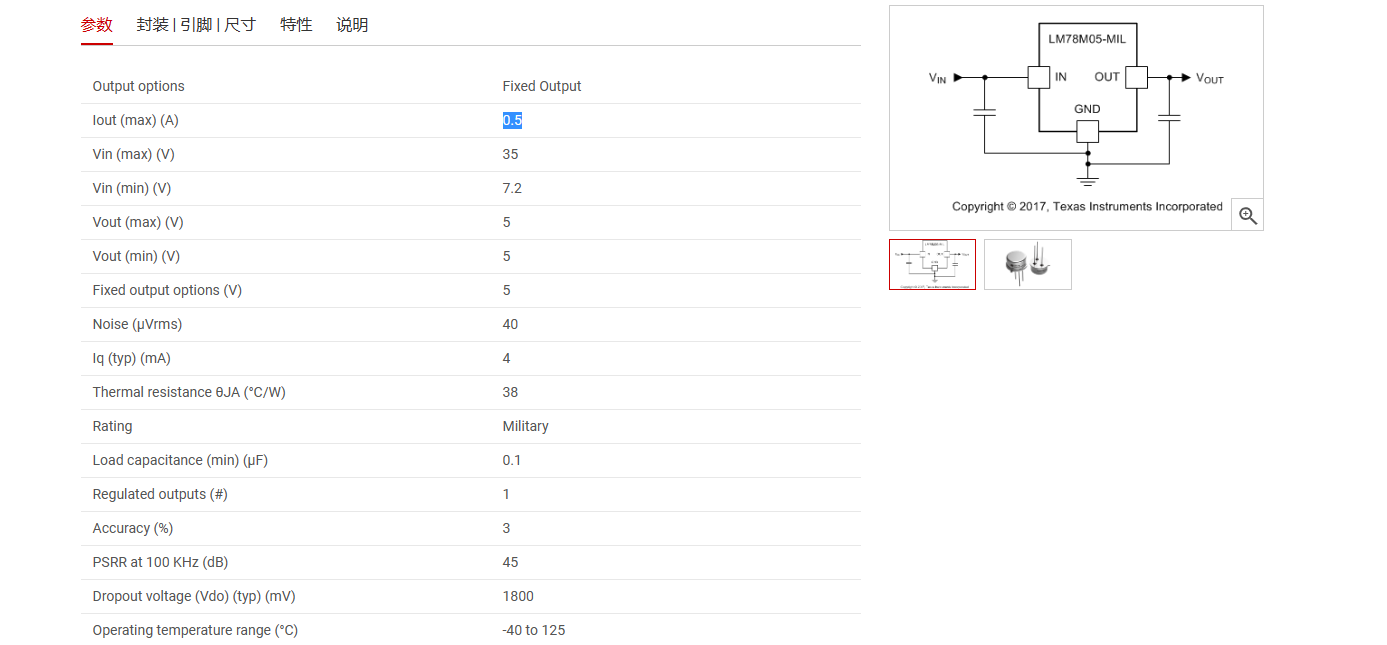 参数 封装 | 引脚 | 尺寸 特性 说明
Output options Fixed Output
Iout (max) (A) 0.5
Vin (max) (V) 35
Vin (min) (V) 7.2
Vout (max) (V) 5
Vout (min) (V) 5
Fixed output options (V) 5
Noise (µVrms) 40
Iq (typ) (mA) 4
Thermal resistance θJA (°C/W) 38
Rating Military
Load capacitance (min) (µF) 0.1
Regulated outputs (#) 1
Accuracy (%) 3
PSRR at 100 KHz (dB) 45
Dropout voltage (Vdo) (typ) (mV) 1800
Operating temperature range (°C) -40 to 125
LM78M05-MIL
VIN IN OUT VOUT
GND
Copyright © 2017, Texas Instruments Incorporated